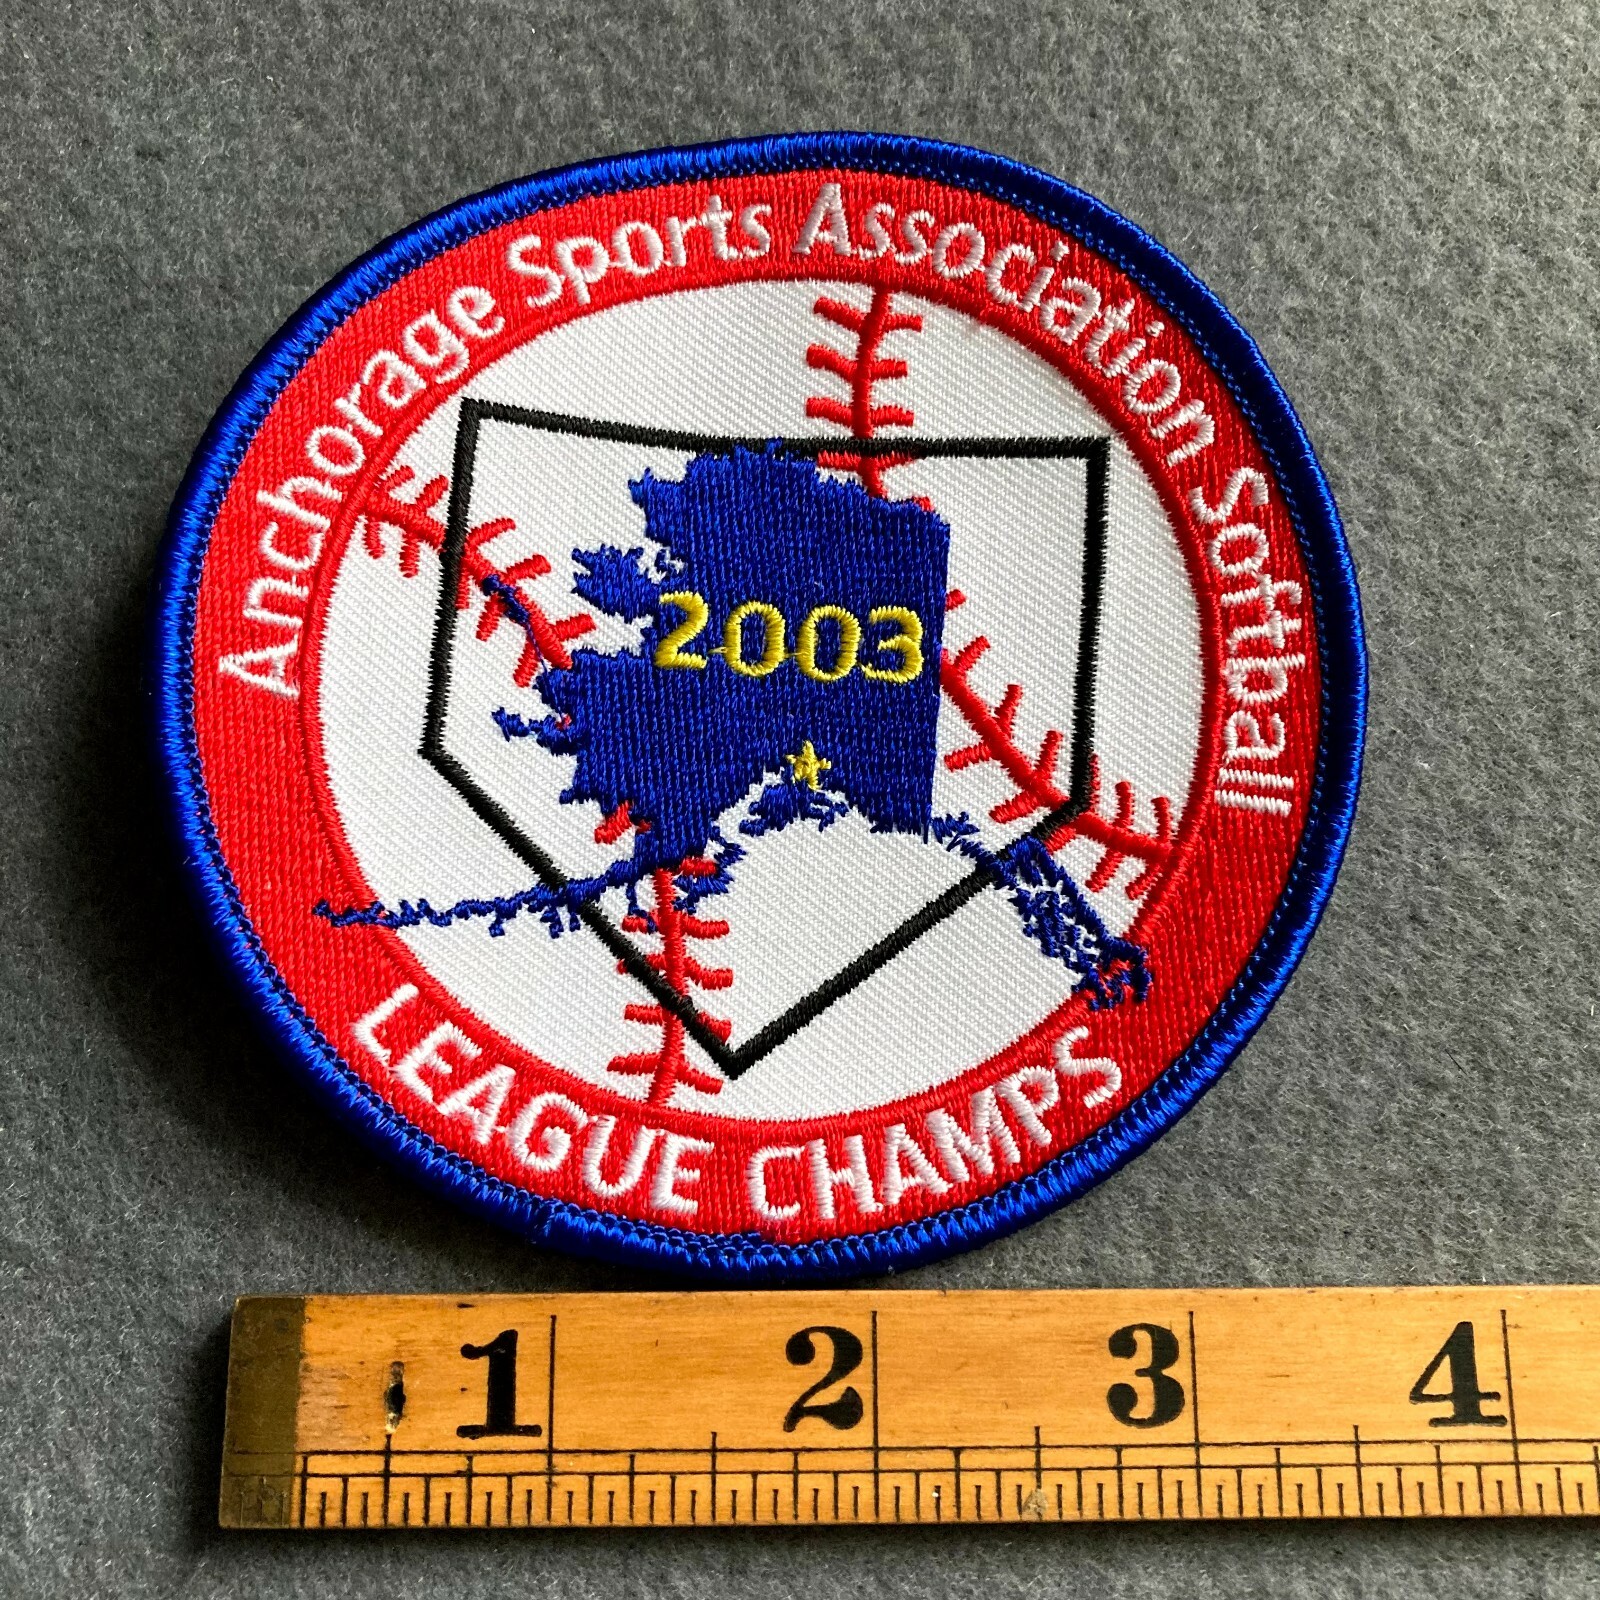 Anchorage Sports Association Softball
2003
LEAGUE CHAMPS
1 2 3 4